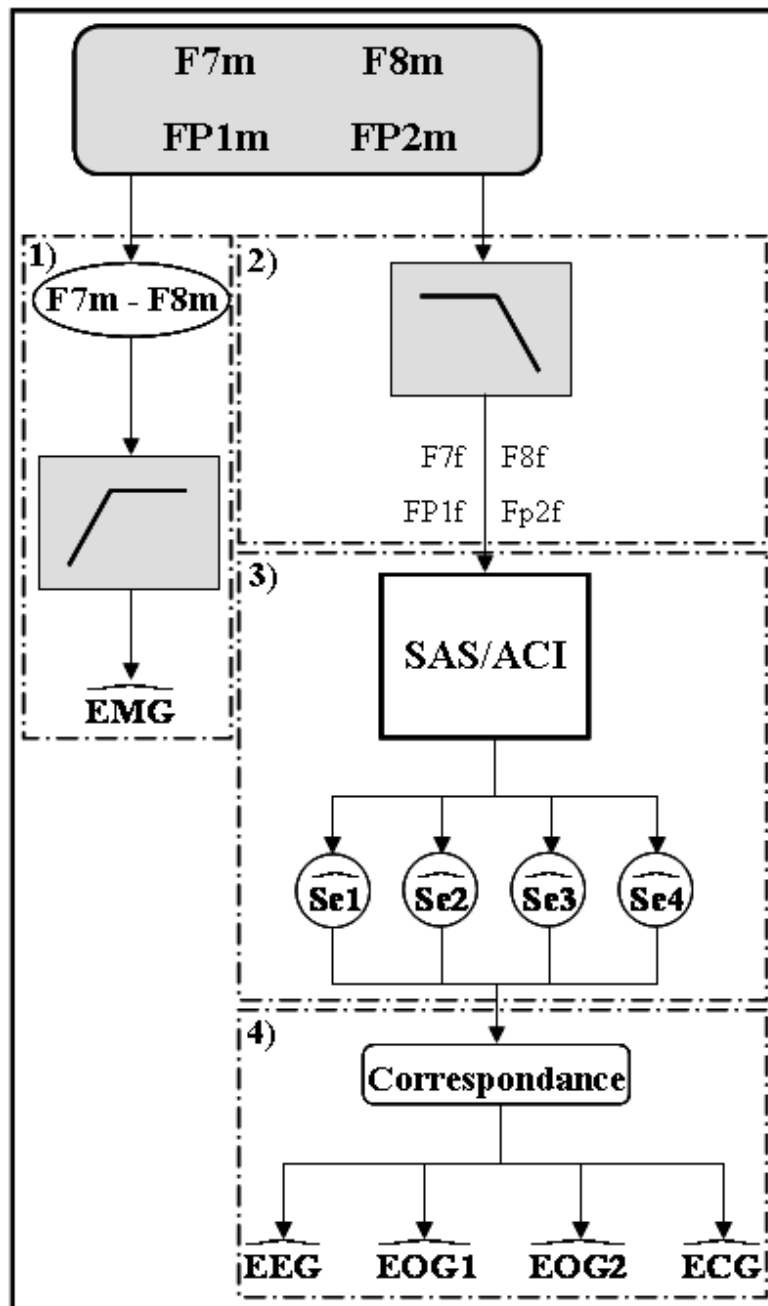 F7m F8m
FP1m FP2m
1)
F7m - F8m
EMG
2)
F7f F8f
FP1f Fp2f
3)
SAS/ACI
Se1 Se2 Se3 Se4
4)
Correspondance
EEG EOG1 EOG2 ECG